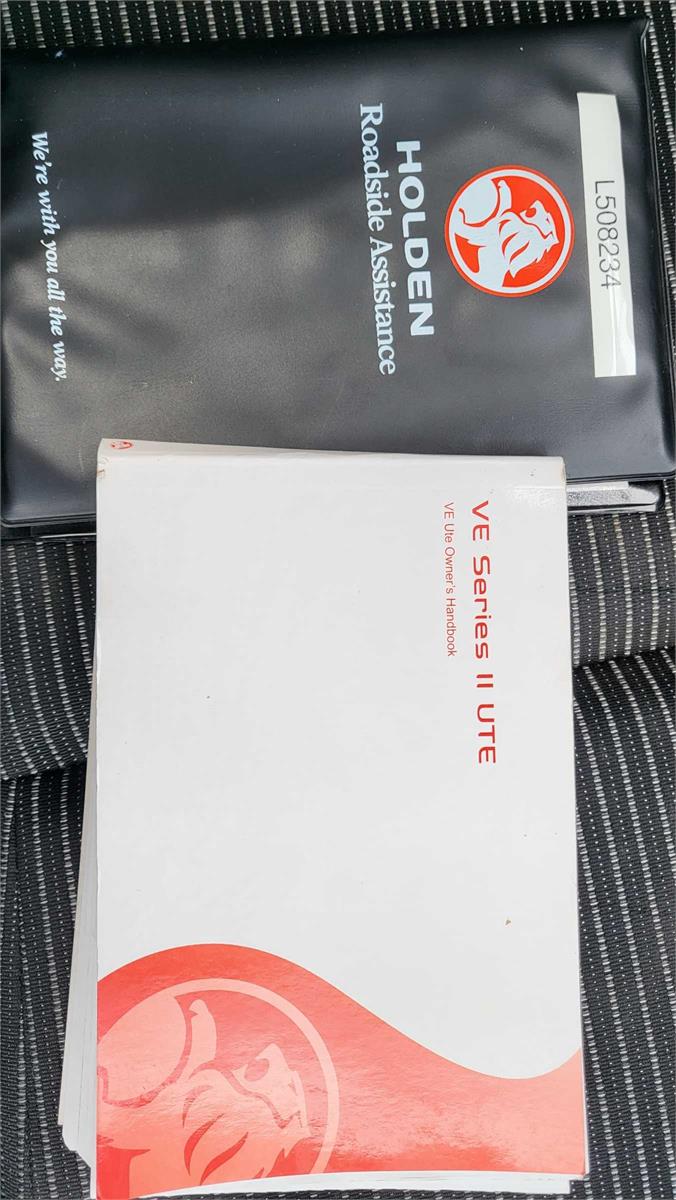 L508234
HOLDEN
Roadside Assistance
We're with you all the way.
VE Series II UTE
VE Ute Owner's Handbook